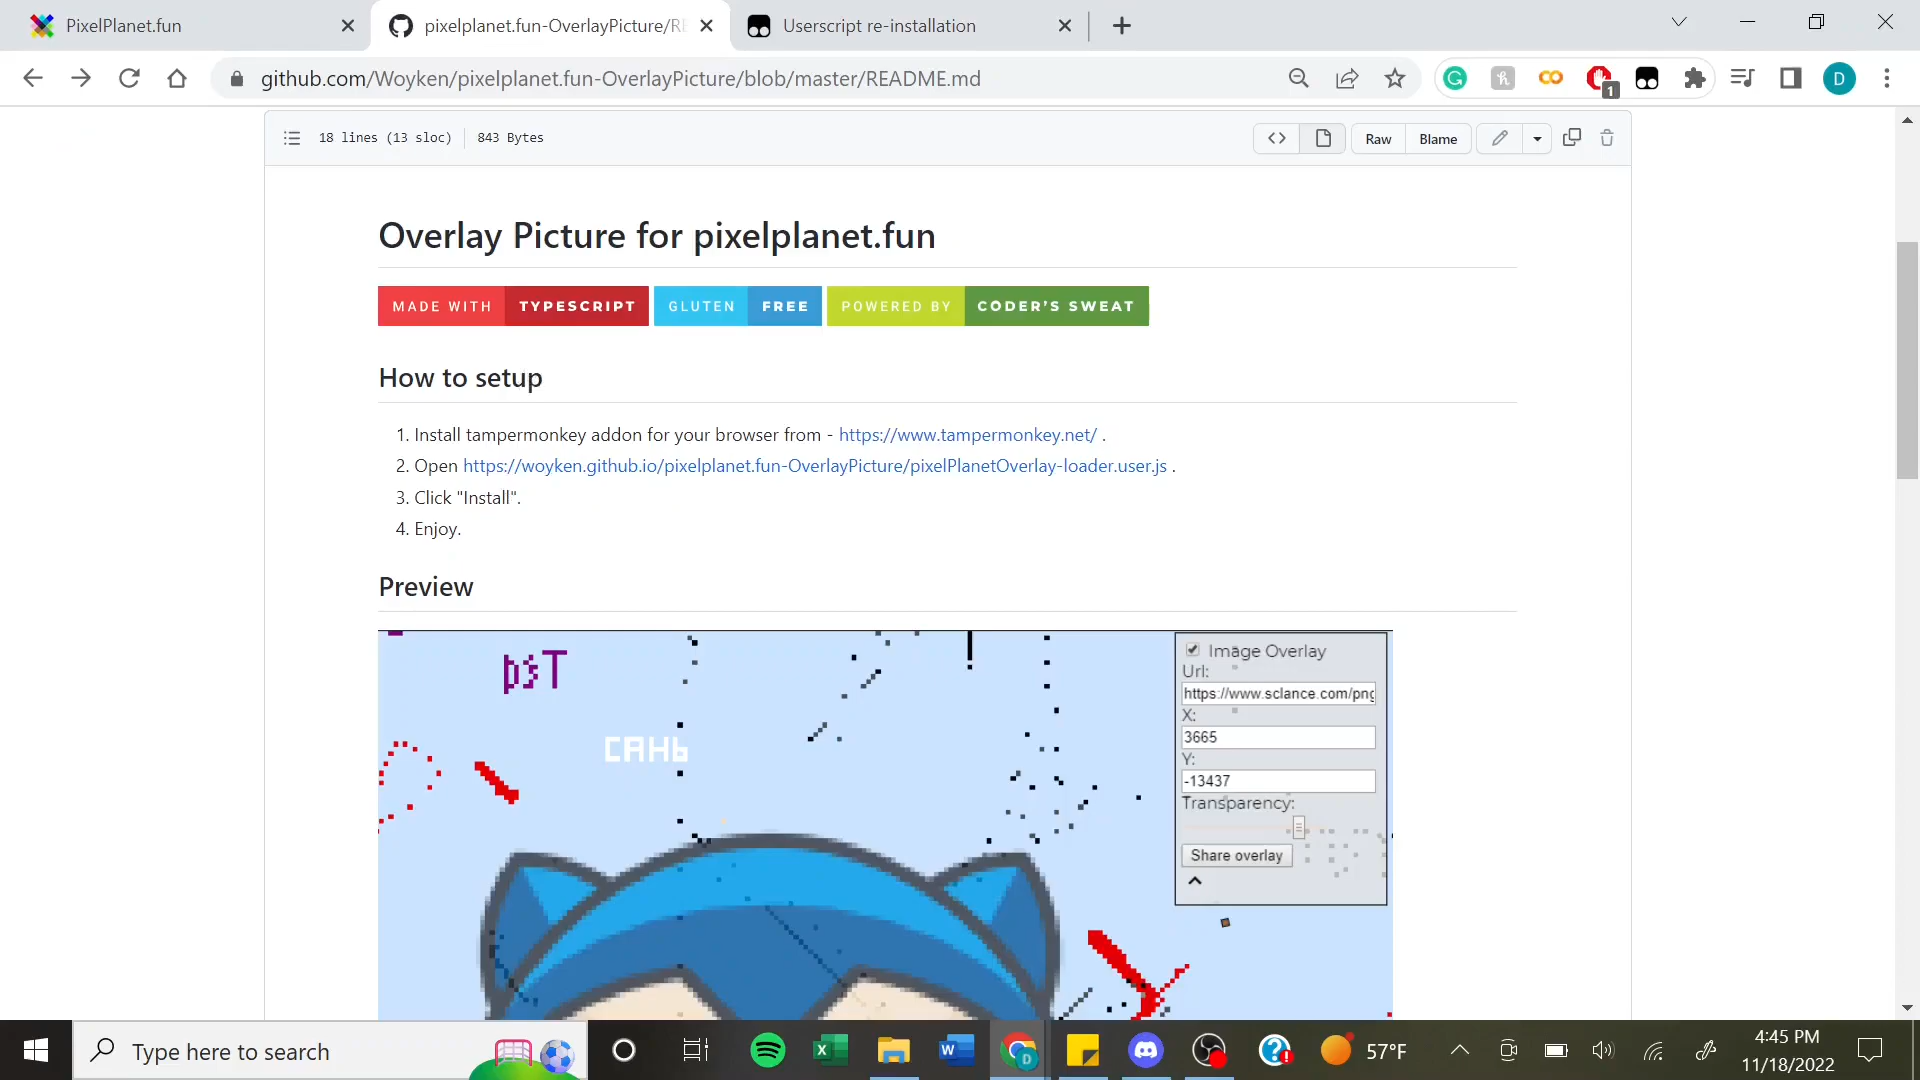 PixelPlanet.fun
pixelplanet.fun-OverlayPicture/RE
Userscript re-installation
github.com/Woyken/pixelplanet.fun-OverlayPicture/blob/master/README.md
1
D
18 lines (13 sloc)
843 Bytes
Raw
Blame
Overlay Picture for pixelplanet.fun
MADE WITH TYPESCRIPT
GLUTEN FREE
POWERED BY CODER'S SWEAT
How to setup
1. Install tampermonkey addon for your browser from - https://www.tampermonkey.net/ .
2. Open https://woyken.github.io/pixelplanet.fun-OverlayPicture/pixelPlanetOverlay-loader.user.js .
3. Click "Install".
4. Enjoy.
Preview
Image Overlay
Url:
https://www.sclance.com/png
X:
3665
Y:
-13437
Transparency:
Share overlay
САНЬ
Type here to search
57°F
4:45 PM
11/18/2022